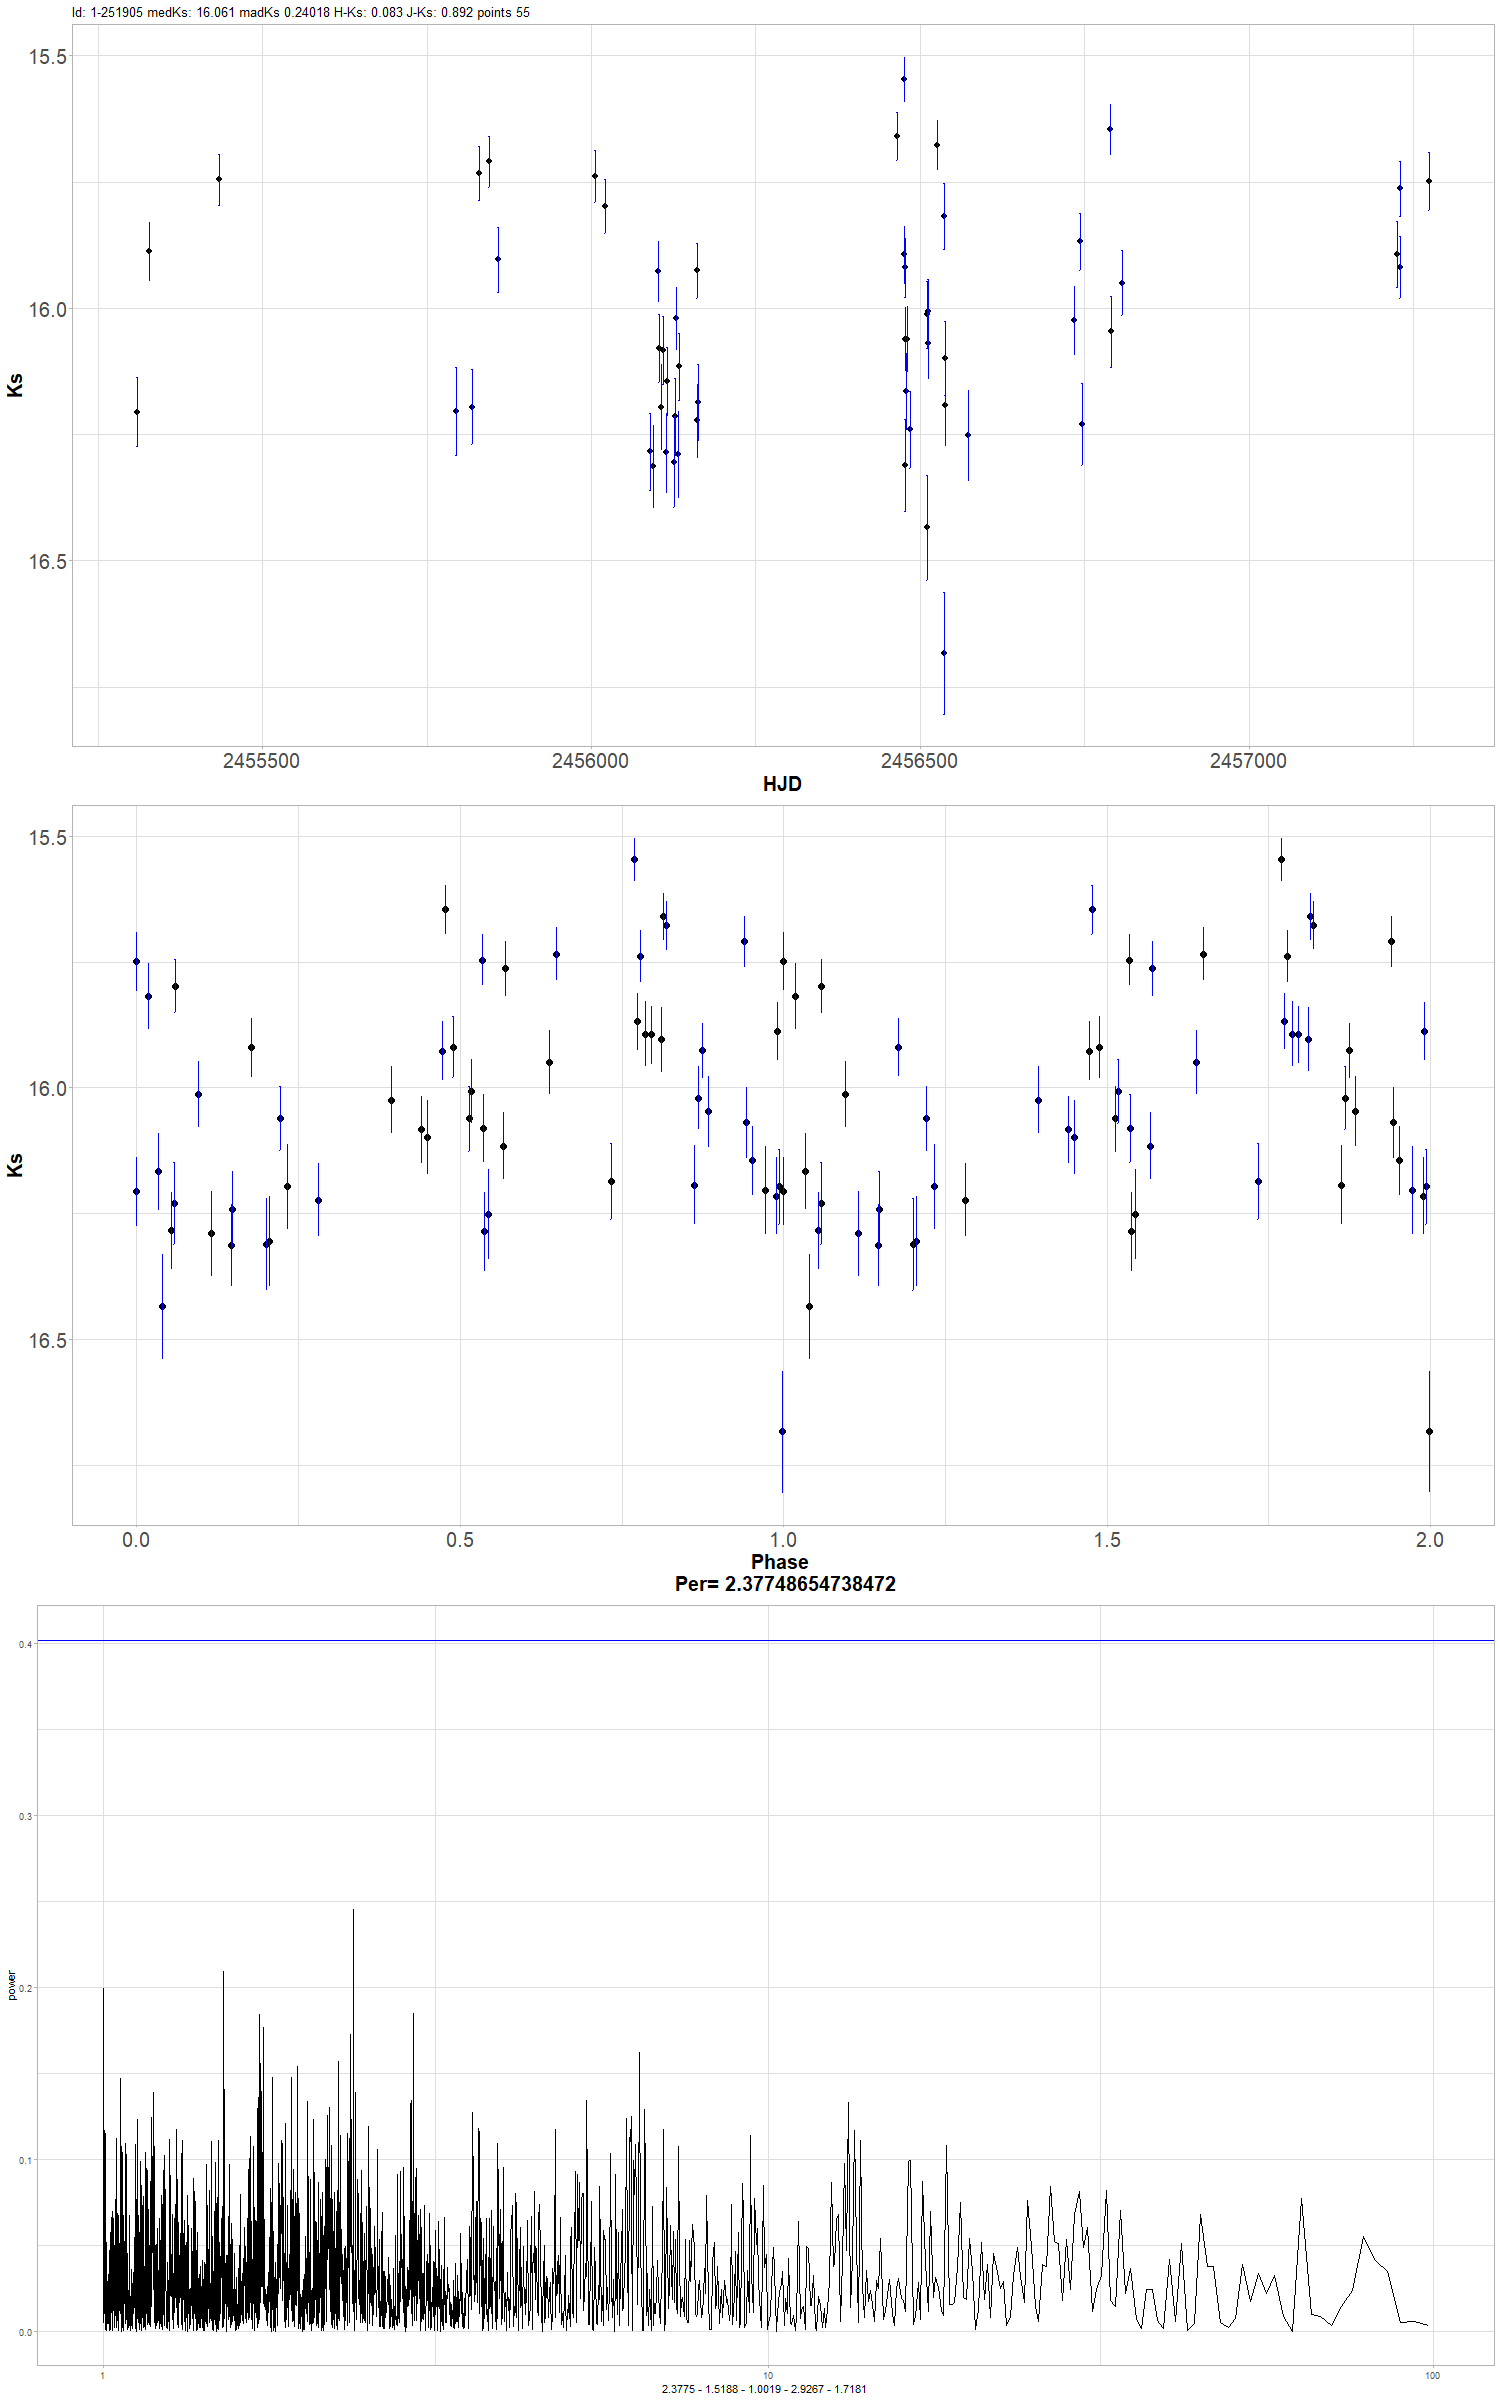 Id: 1-251905 medKs: 16.061 madKs 0.24018 H-Ks: 0.083 J-Ks: 0.892 points 55
15.5
16.0
16.5
Ks
2455500 2456000 2456500 2457000
HJD
15.5
16.0
16.5
Ks
0.0 0.5 1.0 1.5 2.0
Phase
Per= 2.37748654738472
0.4
0.3
0.2
0.1
0.0
power
1 10 100
2.3775 - 1.5188 - 1.0019 - 2.9267 - 1.7181